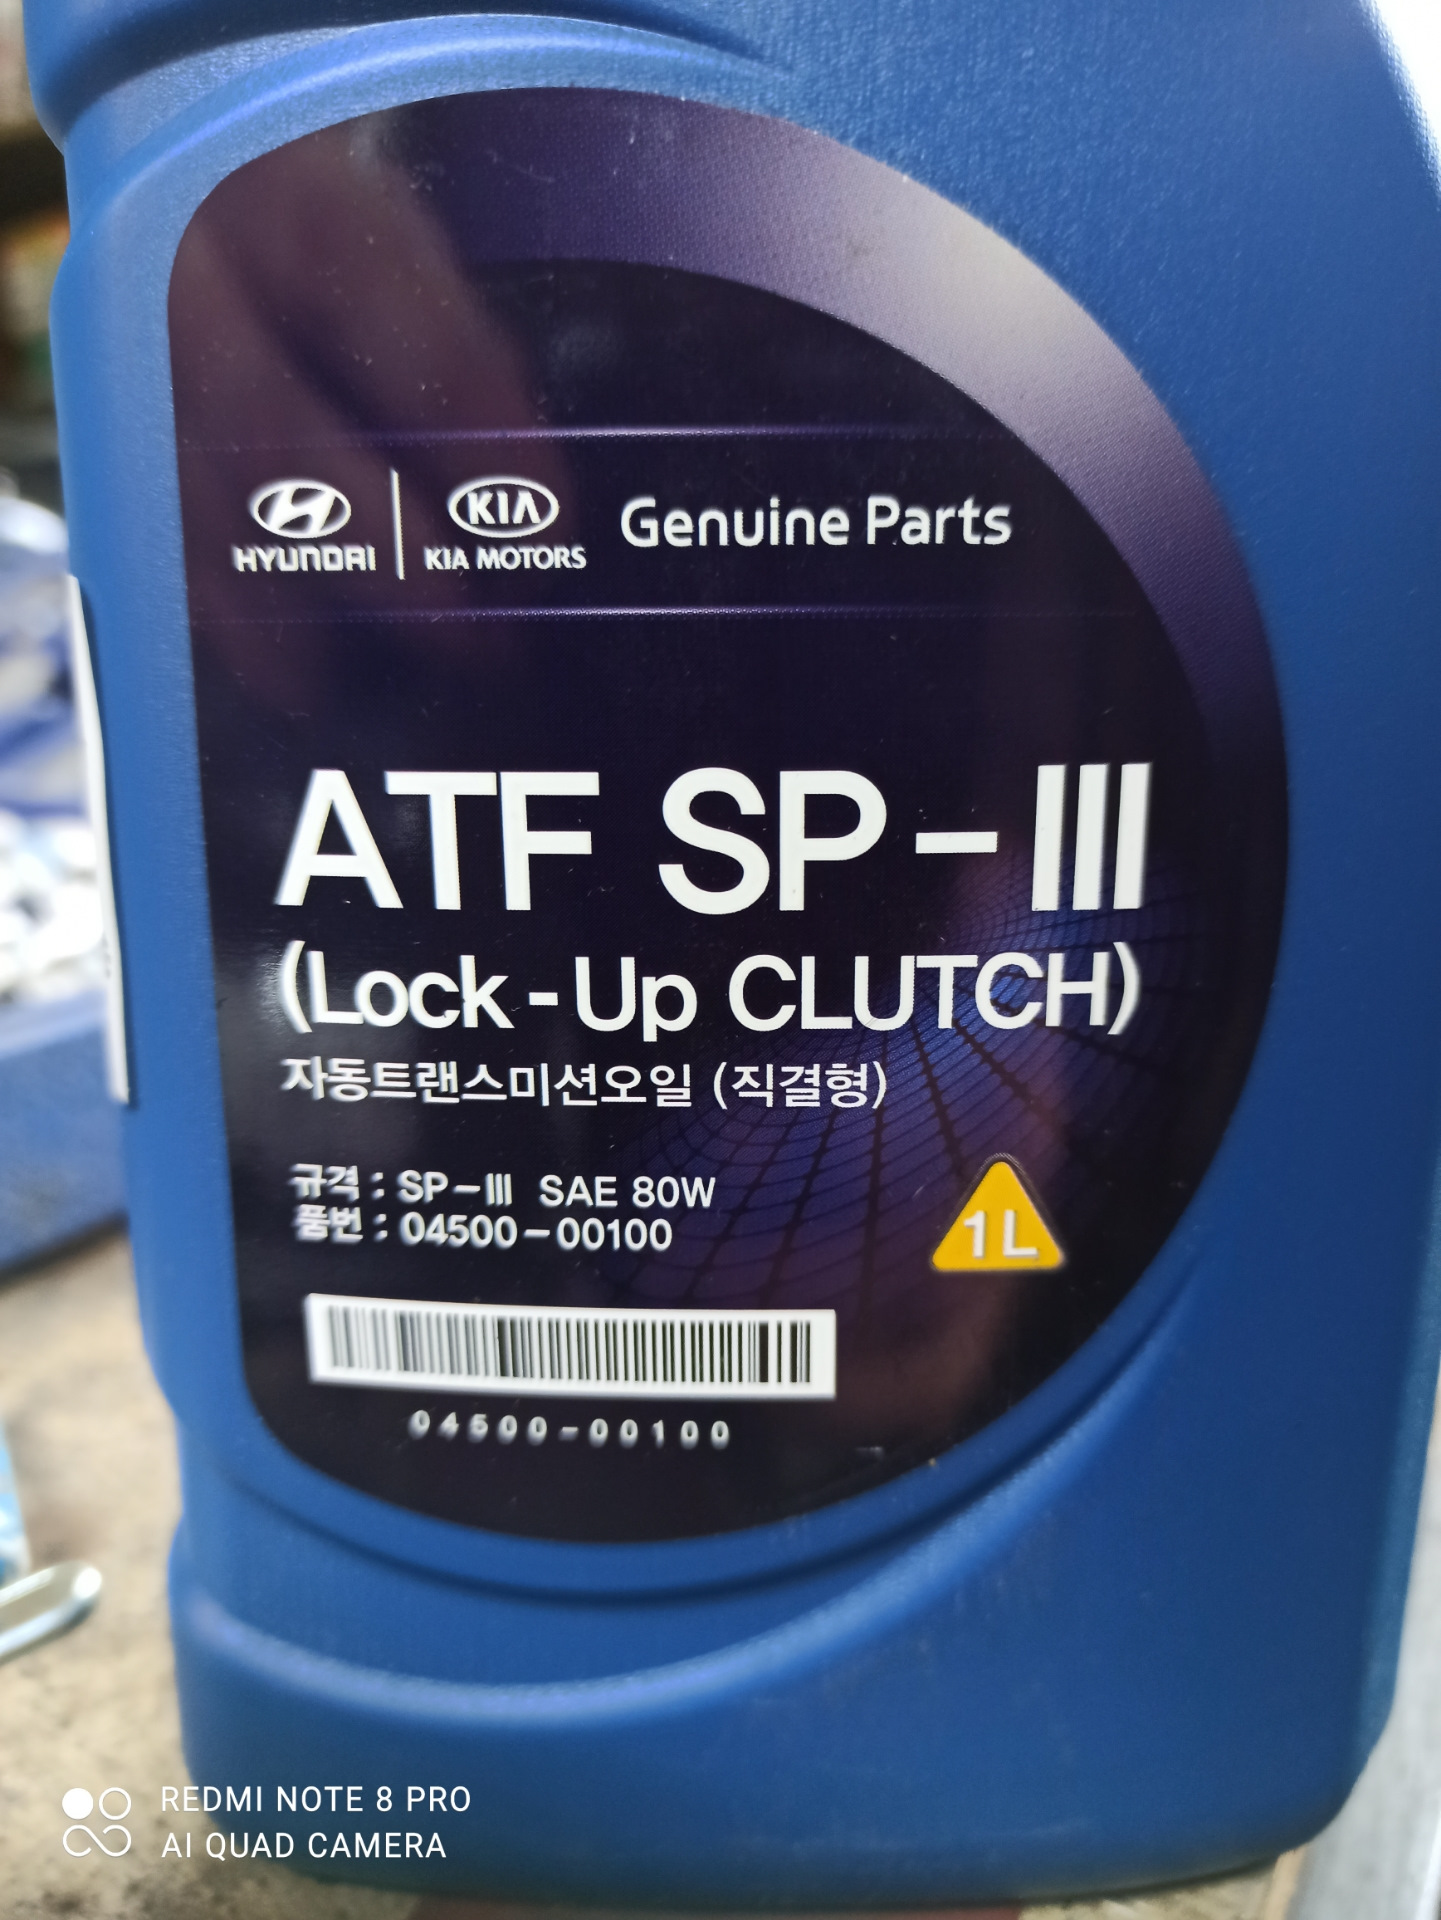 HYUNDAI KIA KIA MOTORS Genuine Parts
ATF SP-III
(Lock-Up CLUTCH)
자동트랜스미션오일 (직결형)
규격 : SP-III SAE 80W
품번 : 04500-00100
1L
04500-00100
REDMI NOTE 8 PRO
AI QUAD CAMERA